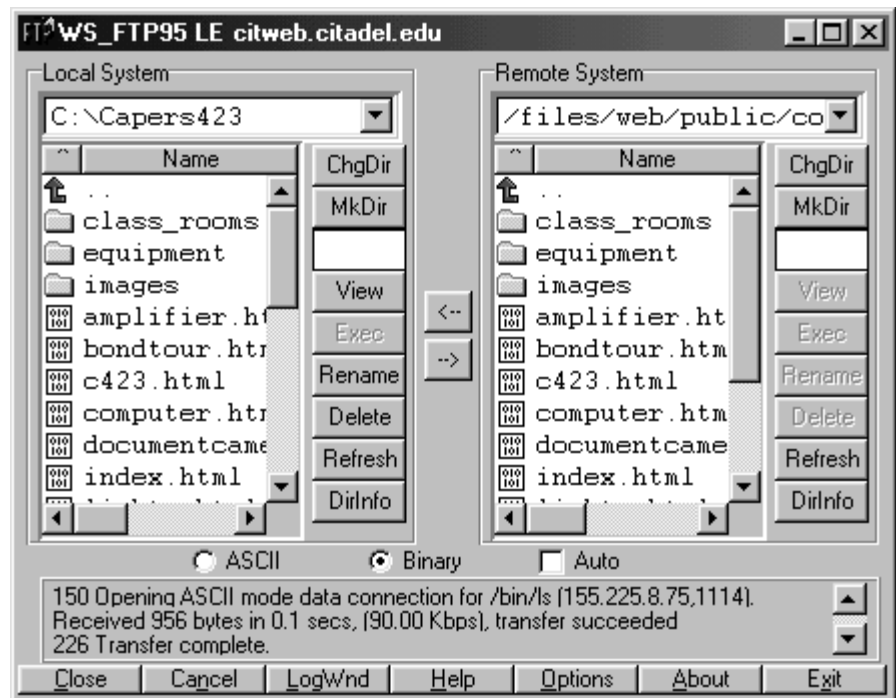 WS_FTP95 LE citweb.citadel.edu
Local System
C:\Capers423
^ Name
..
class_rooms
equipment
images
amplifier.ht
bondtour.htm
c423.html
computer.htm
documentcame
index.html
ChgDir
MkDir
View
Exec
Rename
Delete
Refresh
DirInfo
<--
-->
Remote System
/files/web/public/co
^ Name
..
class_rooms
equipment
images
amplifier.ht
bondtour.htm
c423.html
computer.htm
documentcame
index.html
ChgDir
MkDir
View
Exec
Rename
Delete
Refresh
DirInfo
ASCII Binary Auto
150 Opening ASCII mode data connection for /bin/ls (155.225.8.75,1114).
Received 956 bytes in 0.1 secs, (90.00 Kbps), transfer succeeded
226 Transfer complete.
Close Cancel LogWnd Help Options About Exit